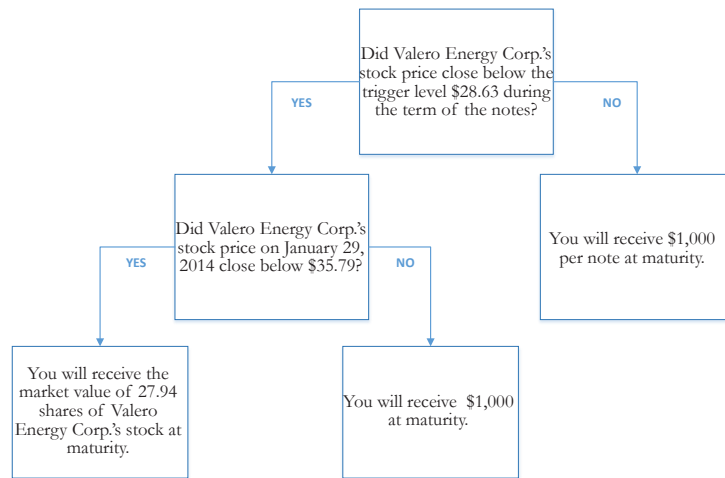 Did Valero Energy Corp.'s
stock price close below the
trigger level $28.63 during
the term of the notes?
YES
NO
Did Valero Energy Corp.'s
stock price on January 29,
2014 close below $35.79?
You will receive $1,000
per note at maturity.
YES
NO
You will receive the
market value of 27.94
shares of Valero
Energy Corp.'s stock at
maturity.
You will receive $1,000
at maturity.